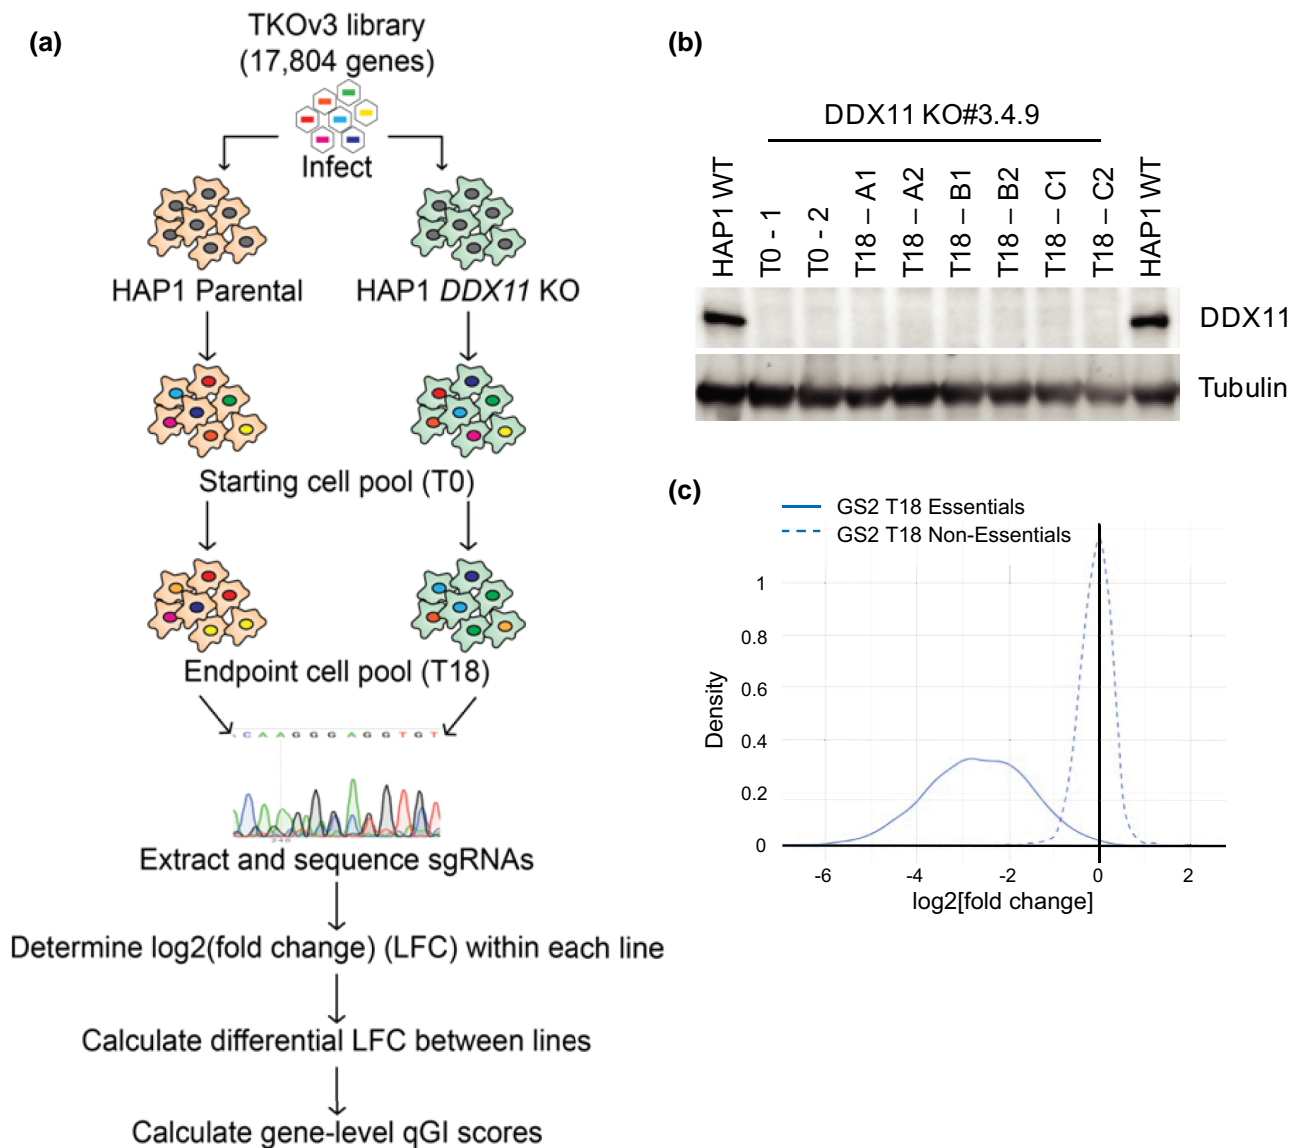 (a)
TKOv3 library
(17,804 genes)
Infect
HAP1 Parental
HAP1 DDX11 KO
Starting cell pool (T0)
Endpoint cell pool (T18)
C A A G G G A G G T G T
240
Extract and sequence sgRNAs
Determine log2(fold change) (LFC) within each line
Calculate differential LFC between lines
Calculate gene-level qGI scores
(b)
DDX11 KO#3.4.9
HAP1 WT
T0 - 1
T0 - 2
T18 – A1
T18 – A2
T18 – B1
T18 – B2
T18 – C1
T18 – C2
HAP1 WT
DDX11
Tubulin
(c)
GS2 T18 Essentials
GS2 T18 Non-Essentials
Density
1
0.8
0.6
0.4
0.2
0
-6
-4
-2
0
2
log2[fold change]